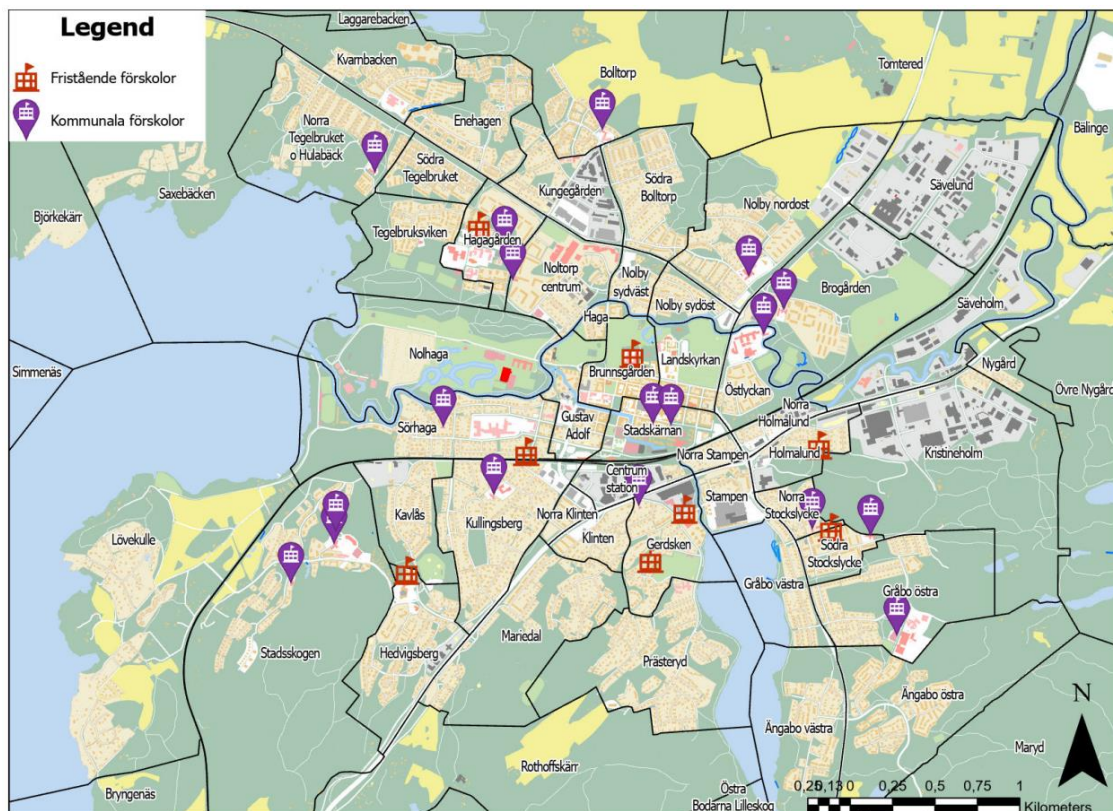 Legend
Fristående förskolor
Kommunala förskolor
Laggarebacken
Kvarnbacken
Bolltorp
Tomtered
Bälinge
Norra
Tegelbruket
o Hulabäck
Enehagen
Södra
Tegelbruket
Kungegården
Södra
Bolltorp
Sävelund
Saxebäcken
Björkekärr
Tegelbruksviken
Hagagården
Nolby nordost
Noltorp
centrum
Nolby
sydväst
Nolby sydöst
Brogården
Säveholm
Haga
Simmenäs
Nolhaga
Brunnsgården
Landskyrkan
Östlyckan
Nygård
Övre Nygård
Sörhaga
Gustav
Adolf
Stadskärnan
Norra
Holmalund
Holmalund
Kristineholm
Norra Stampen
Centrum
station
Stampen
Norra
Stockslycke
Kavlås
Kullingsberg
Norra Klinten
Klinten
Gerdsken
Södra
Stockslycke
Lövekulle
Gråbo västra
Gråbo östra
Stadsskogen
Hedvigsberg
Mariedal
Prästeryd
Ängabo östra
Ängabo västra
Maryd
Rothoffskärr
Bryngenäs
Östra
Bodarna Lilleskog
N
0,25 0,13 0 0,25 0,5 0,75 1
Kilometers